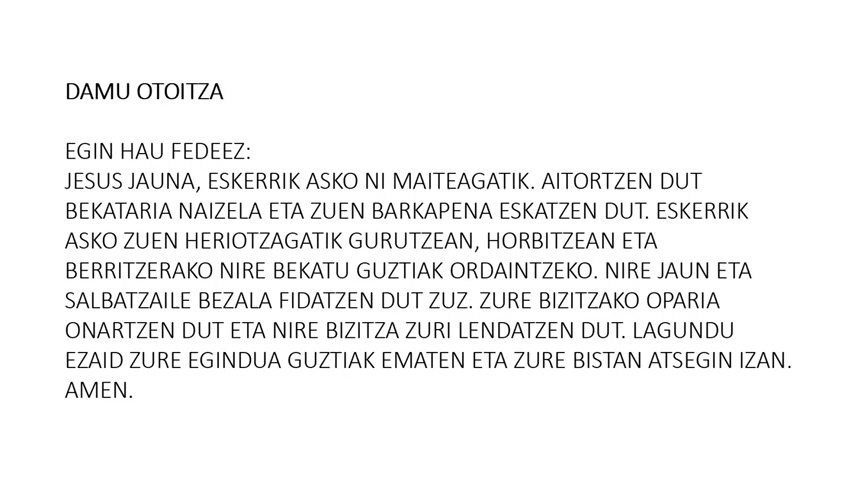 DAMU OTOITZA
EGIN HAU FEDEEZ:
JESUS JAUNA, ESKERRIK ASKO NI MAITEAGATIK. AITORTZEN DUT
BEKATARIA NAIZELA ETA ZUEN BARKAPENA ESKATZEN DUT. ESKERRIK
ASKO ZUEN HERIOTZAGATIK GURUTZEAN, HORBITZEAN ETA
BERRITZERAKO NIRE BEKATU GUZTIAK ORDAINTZEKO. NIRE JAUN ETA
SALBATZAILE BEZALA FIDATZEN DUT ZUZ. ZURE BIZITZAKO OPARIA
ONARTZEN DUT ETA NIRE BIZITZA ZURI LENDATZEN DUT. LAGUNDU
EZAID ZURE EGINDUA GUZTIAK EMATEN ETA ZURE BISTAN ATSEGIN IZAN.
AMEN.